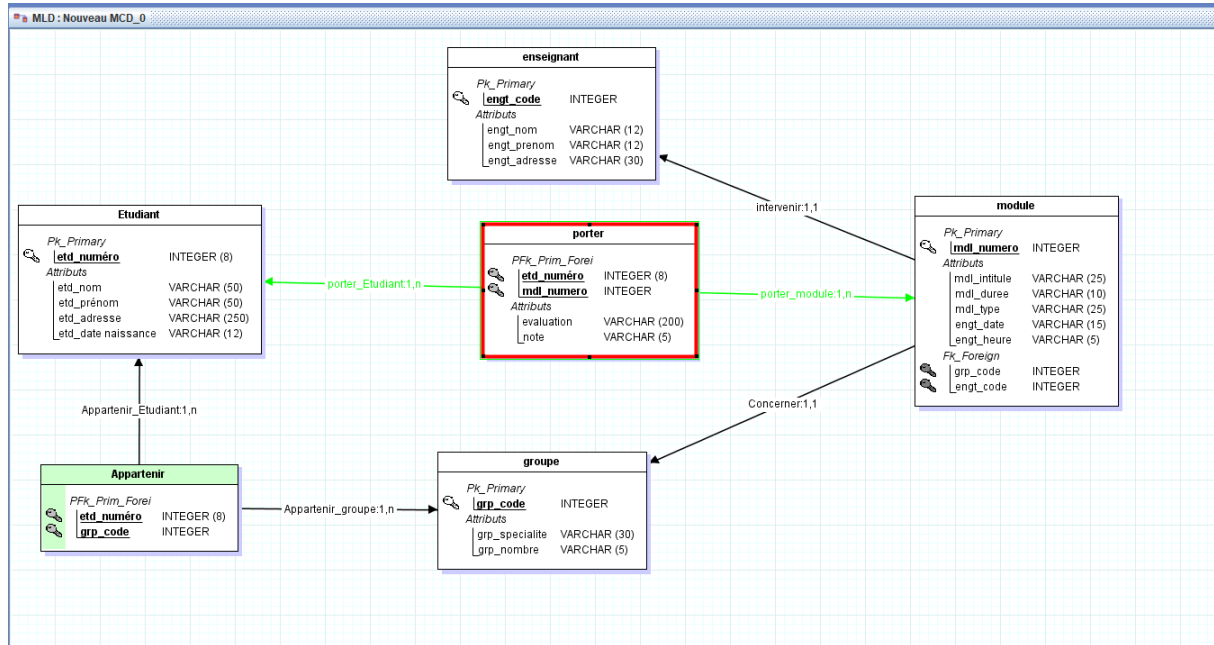 MLD : Nouveau MCD_0
enseignant
Pk_Primary
engt_code INTEGER
Attributs
engt_nom VARCHAR (12)
engt_prenom VARCHAR (12)
engt_adresse VARCHAR (30)
intervenir:1,1
Etudiant
Pk_Primary
etd_numéro INTEGER (8)
Attributs
etd_nom VARCHAR (50)
etd_prénom VARCHAR (50)
etd_adresse VARCHAR (250)
etd_date naissance VARCHAR (12)
porter_Etudiant:1,n
porter
PFk_Prim_Forei
etd_numéro INTEGER (8)
mdl_numero INTEGER
Attributs
evaluation VARCHAR (200)
note VARCHAR (5)
porter_module:1,n
module
Pk_Primary
mdl_numero INTEGER
Attributs
mdl_intitule VARCHAR (25)
mdl_duree VARCHAR (10)
mdl_type VARCHAR (25)
engt_date VARCHAR (15)
engt_heure VARCHAR (5)
Fk_Foreign
grp_code INTEGER
engt_code INTEGER
Appartenir_Etudiant:1,n
Concerner:1,1
Appartenir
PFk_Prim_Forei
etd_numéro INTEGER (8)
grp_code INTEGER
Appartenir_groupe:1,n
groupe
Pk_Primary
grp_code INTEGER
Attributs
grp_specialite VARCHAR (30)
grp_nombre VARCHAR (5)